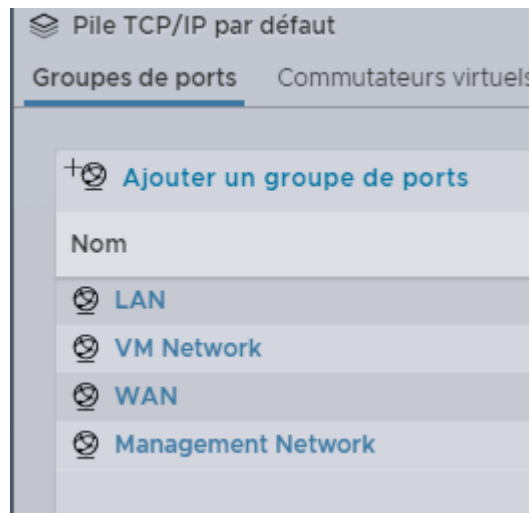 Pile TCP/IP par défaut
Groupes de ports Commutateurs virtuels
Ajouter un groupe de ports
Nom
LAN
VM Network
WAN
Management Network